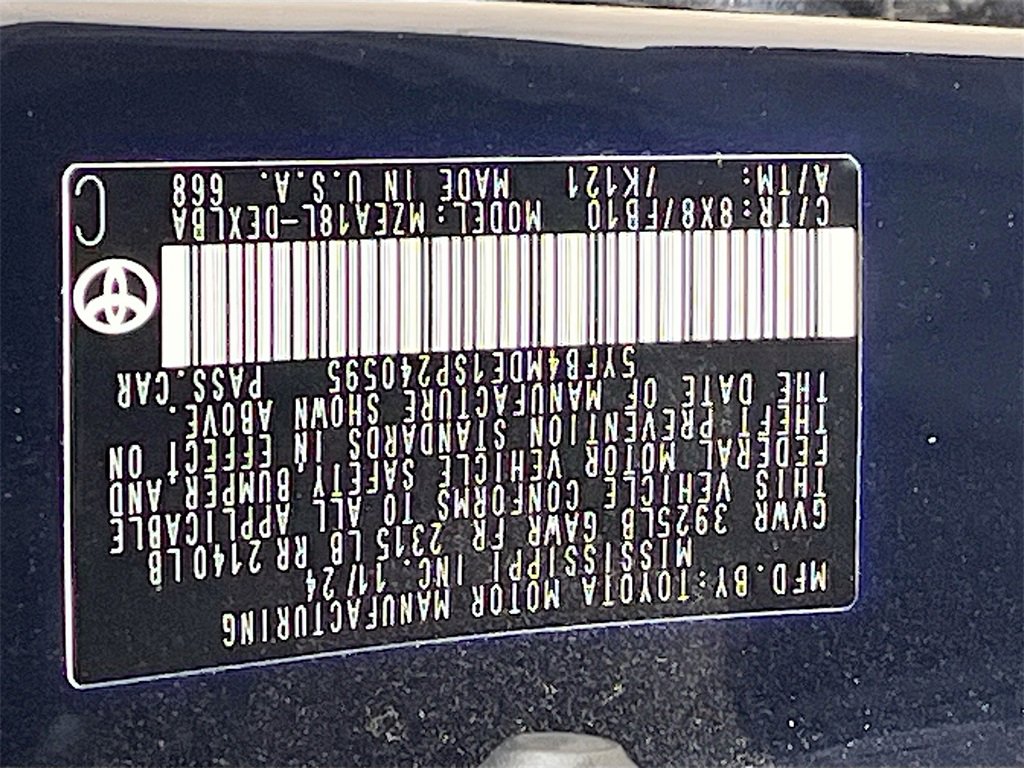 MFD. BY: TOYOTA MOTOR MANUFACTURING
MISSISSIPPI INC. 11/24
GVWR 3925LB GAWR FR 2315 LB RR 2140LB
THIS VEHICLE CONFORMS TO ALL APPLICABLE
FEDERAL MOTOR VEHICLE SAFETY, BUMPER, AND
THEFT PREVENTION STANDARDS IN EFFECT ON
THE DATE OF MANUFACTURE SHOWN ABOVE.
5YFB4MDE1SP240595 PASS.CAR
C/TR: 8X8/FB10 MODEL: MZEA18L-DEXLBA
A/TM: /K121 MADE IN U.S.A. 668
C